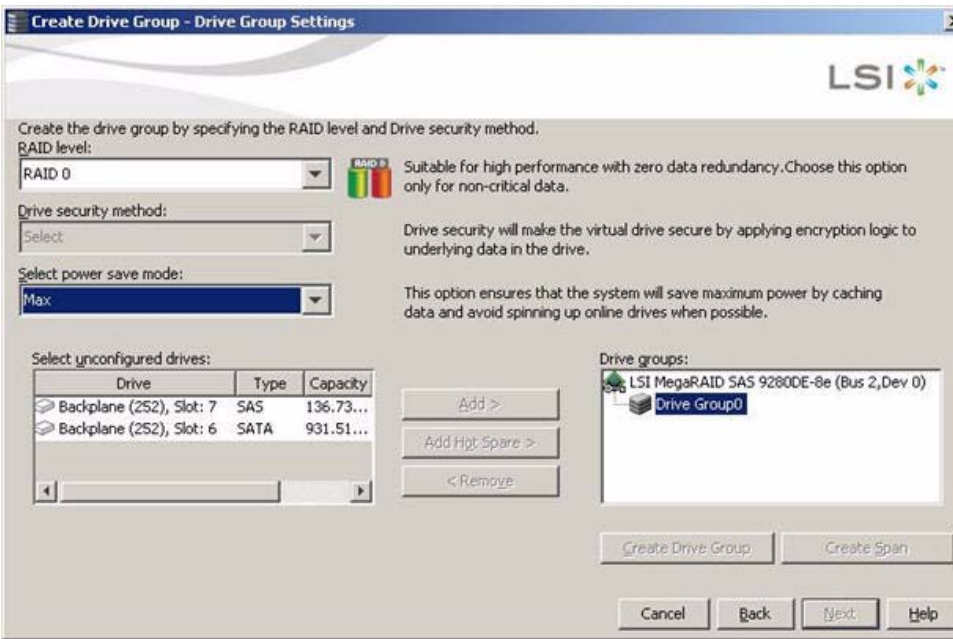 Create Drive Group - Drive Group Settings
LSI
Create the drive group by specifying the RAID level and Drive security method.
RAID level:
RAID 0
RAID 0
Suitable for high performance with zero data redundancy.Choose this option
only for non-critical data.
Drive security method:
Select
Drive security will make the virtual drive secure by applying encryption logic to
underlying data in the drive.
Select power save mode:
Max
This option ensures that the system will save maximum power by caching
data and avoid spinning up online drives when possible.
Select unconfigured drives:
Drive Type Capacity
Backplane (252), Slot: 7 SAS 136.73...
Backplane (252), Slot: 6 SATA 931.51...
Add >
Add Hot Spare >
< Remove
Drive groups:
LSI MegaRAID SAS 9280DE-8e (Bus 2,Dev 0)
Drive Group0
Create Drive Group Create Span
Cancel Back Next Help